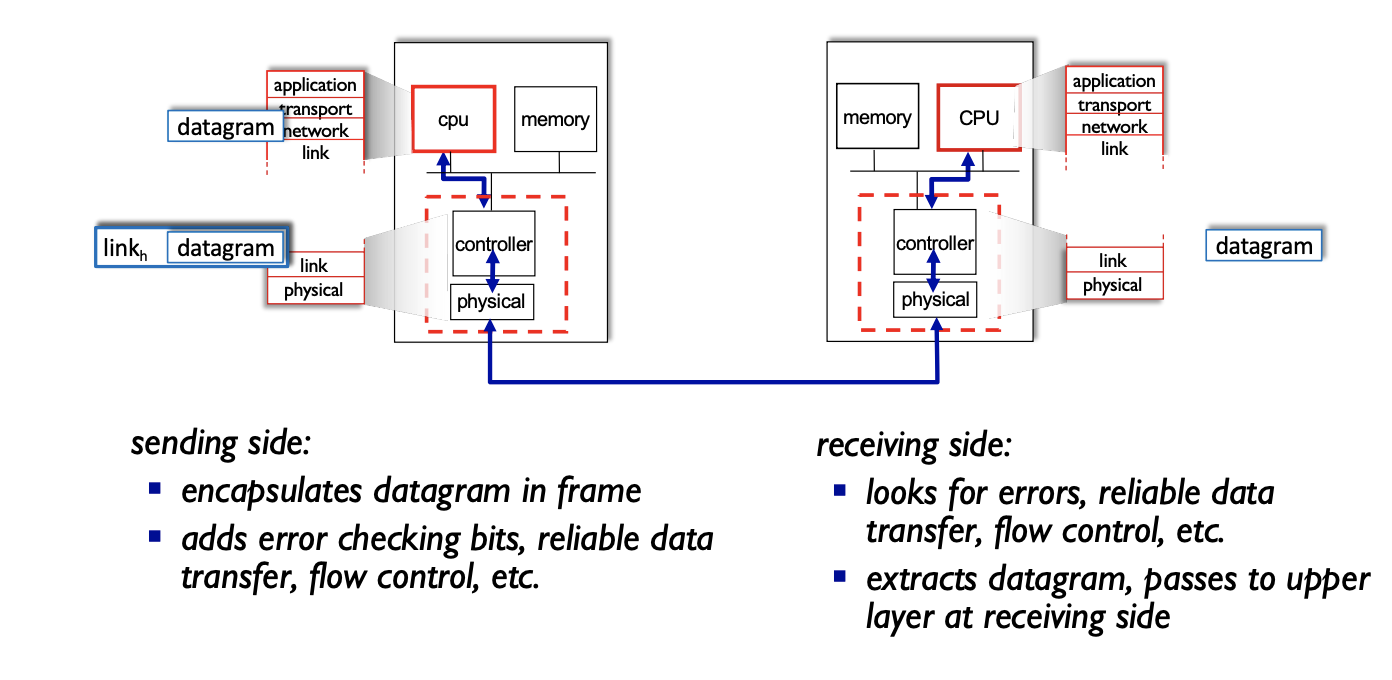 application
transport
datagram
network
link
cpu
memory
link_h
datagram
link
physical
controller
physical
memory
CPU
application
transport
network
link
controller
physical
link
physical
datagram
sending side:
encapsulates datagram in frame
adds error checking bits, reliable data
transfer, flow control, etc.
receiving side:
looks for errors, reliable data
transfer, flow control, etc.
extracts datagram, passes to upper
layer at receiving side